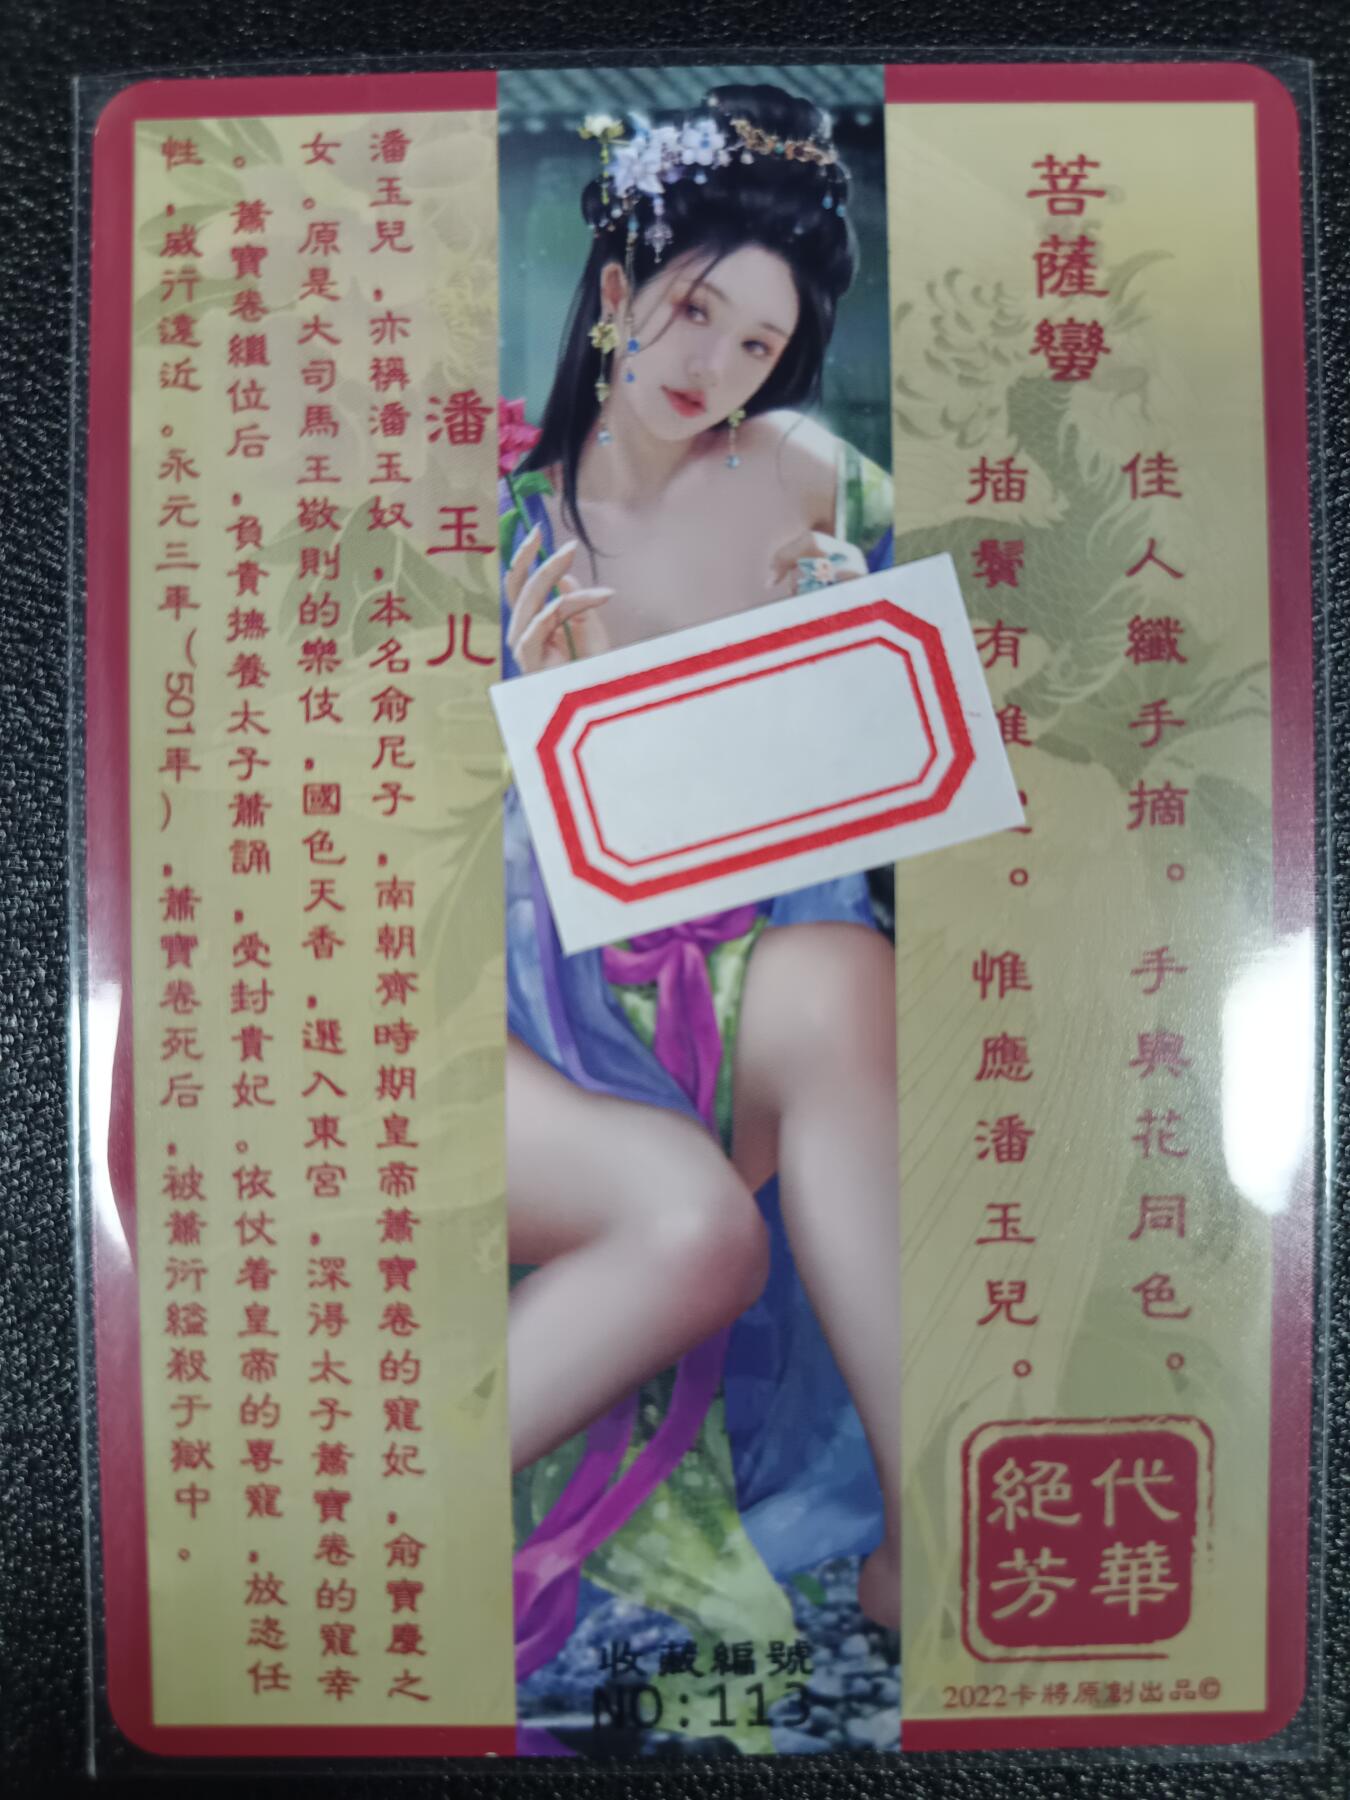 菩薩蠻
佳人纖手摘。手與花同色。
插鬢有誰。惟應潘玉兒。
絕代
芳華
2022卡將原創出品©
潘玉儿
潘玉兒,亦稱潘玉奴,本名俞尼子,南朝齊時期皇帝蕭寶卷的寵妃,俞寶慶之
女。原是大司馬王敬則的樂伎,國色天香,選入東宮,深得太子蕭寶卷的寵幸
。蕭寶卷繼位后,負責撫養太子蕭誦,受封貴妃。依仗着皇帝的專寵,放恣任
性,威行遠近。永元三年(501年),蕭寶卷死后,被蕭衍縊殺于獄中。
收藏編號
NO:113